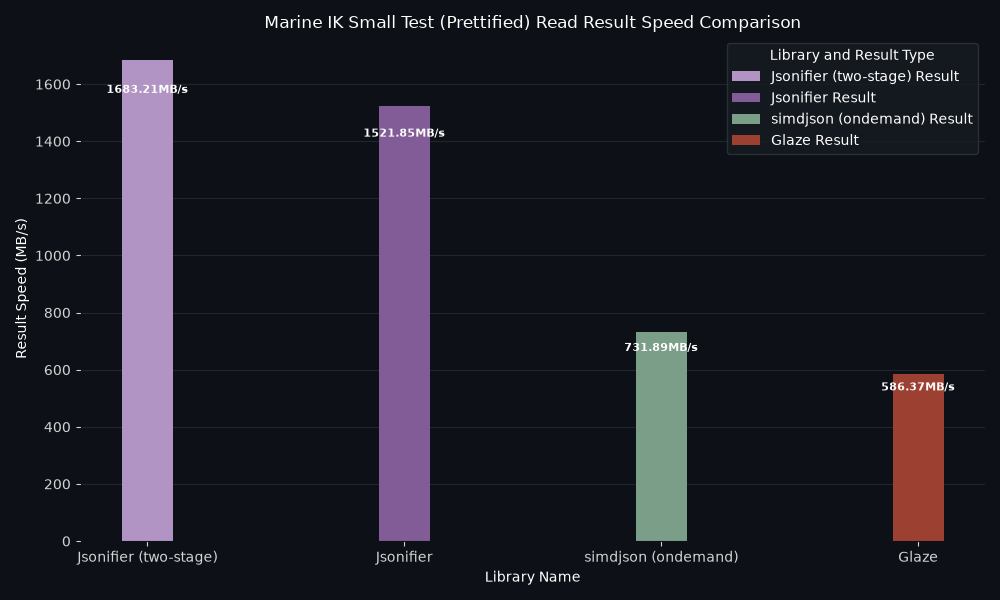 Marine IK Small Test (Prettified) Read Result Speed Comparison
Library and Result Type
Jsonifier (two-stage) Result
Jsonifier Result
simdjson (ondemand) Result
Glaze Result
1683.21MB/s
1521.85MB/s
731.89MB/s
586.37MB/s
Result Speed (MB/s)
1600
1400
1200
1000
800
600
400
200
0
Jsonifier (two-stage)
Jsonifier
simdjson (ondemand)
Glaze
Library Name